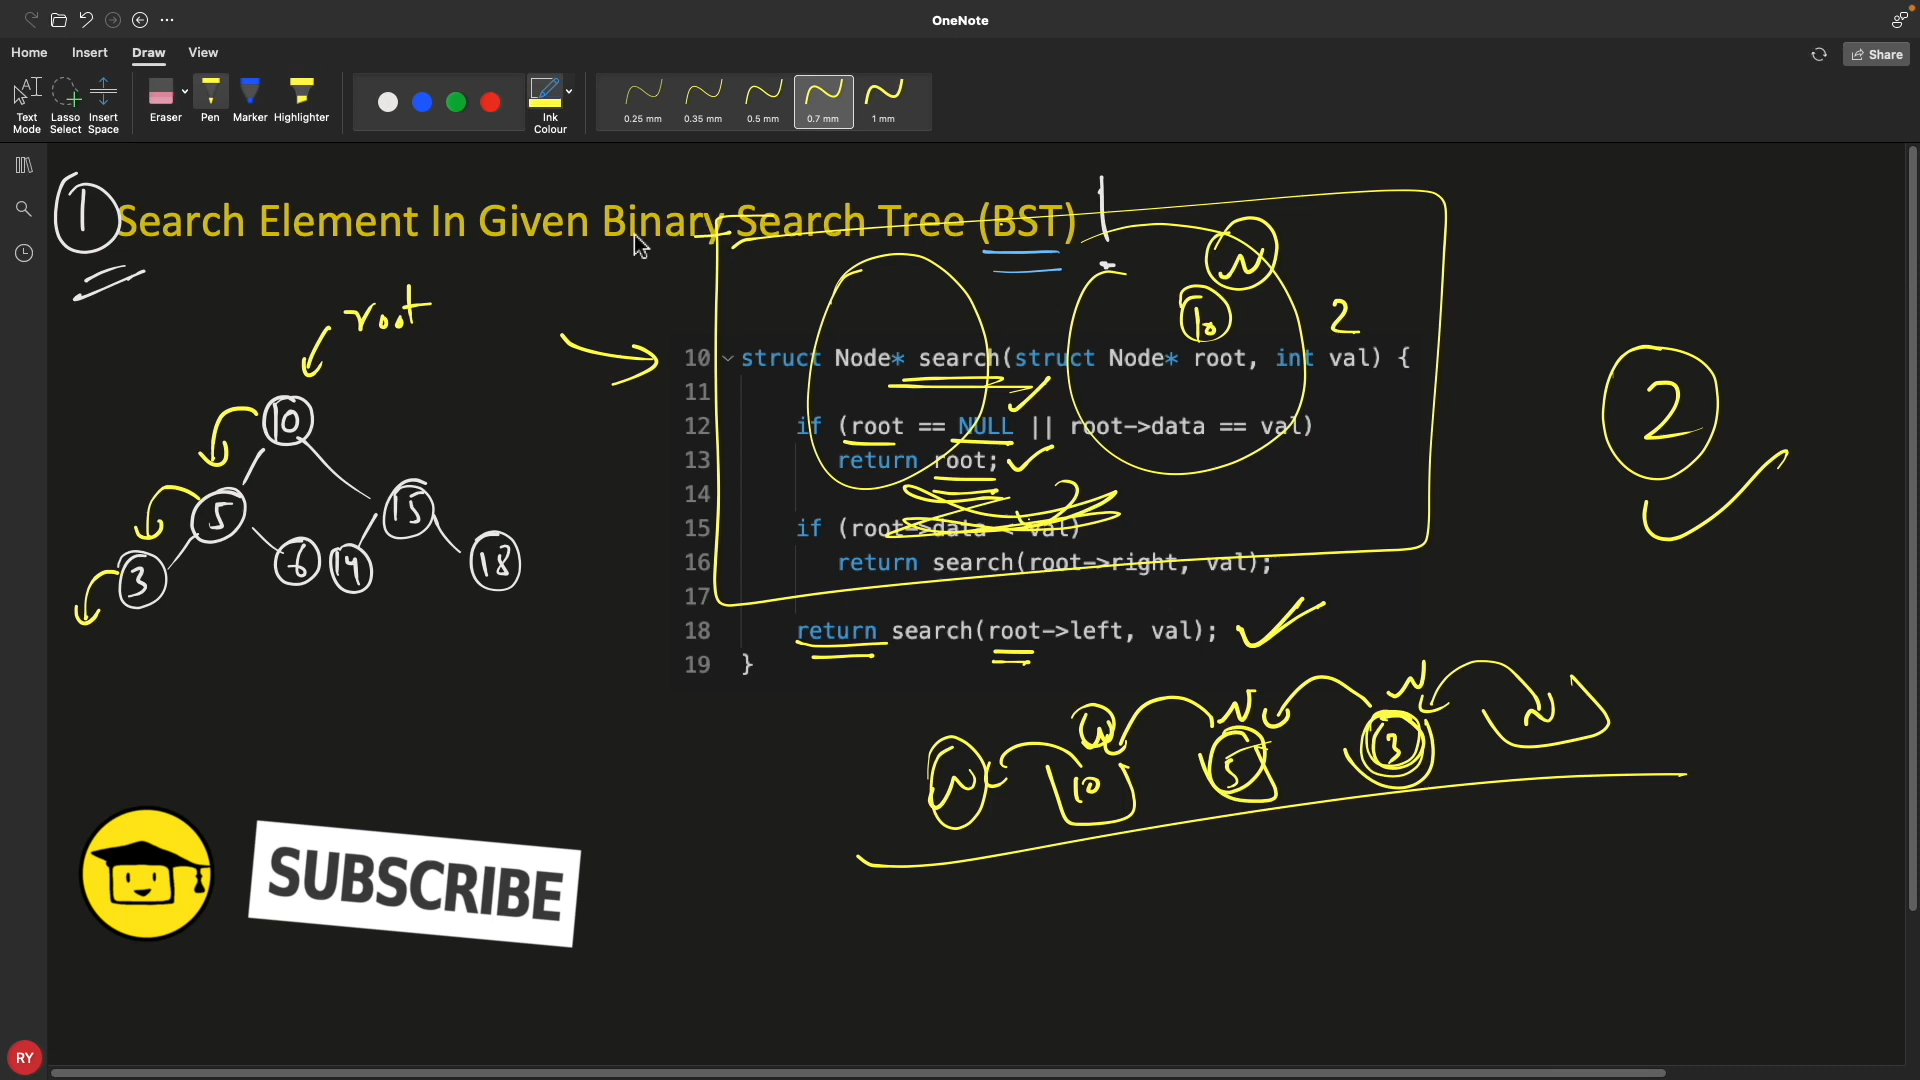 OneNote
Home Insert Draw View
Share
Text Mode
Lasso Select
Insert Space
Eraser
Pen
Marker
Highlighter
Ink Colour
0.25 mm
0.35 mm
0.5 mm
0.7 mm
1 mm
1 Search Element In Given Binary Search Tree (BST)
root
10
5
15
3
6
14
18
N
10
2
10 struct Node* search(struct Node* root, int val) {
11
12 if (root == NULL || root->data == val)
13 return root;
14
15 if (root->data < val)
16 return search(root->right, val);
17
18 return search(root->left, val);
19 }
2
N
N
N
N
N
10
5
3
SUBSCRIBE
RY